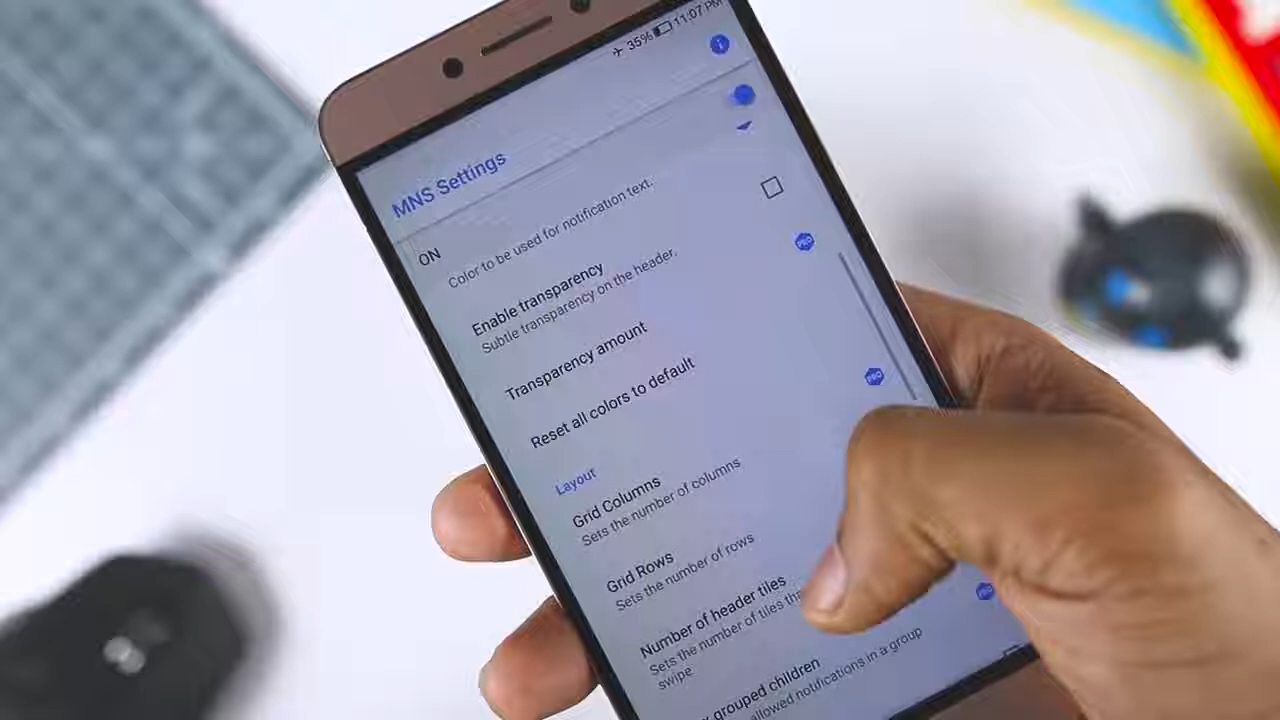 35% 11:07 PM
MNS Settings
ON
Color to be used for notification text.
Enable transparency
Subtle transparency on the header.
PRO
Transparency amount
Reset all colors to default
PRO
Layout
Grid Columns
Sets the number of columns
Grid Rows
Sets the number of rows
Number of header tiles
Sets the number of tiles
swipe
PRO
grouped children
allowed notifications in a group